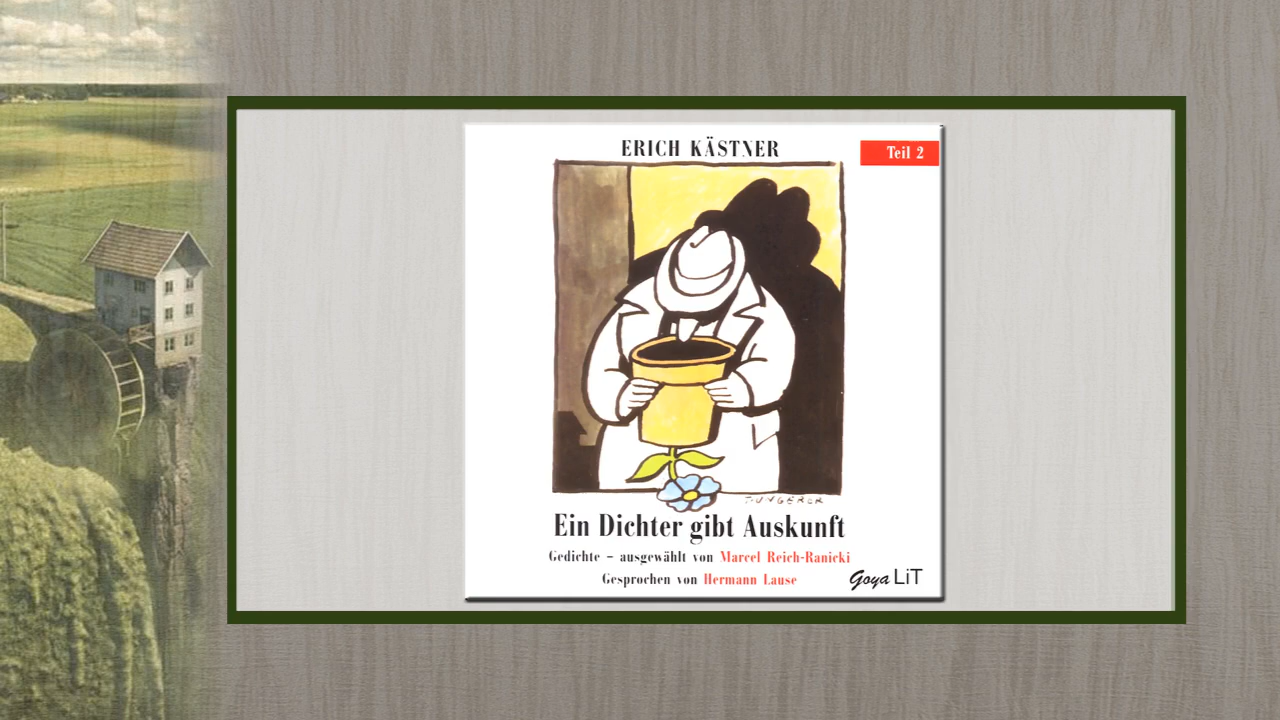 ERICH KÄSTNER
Teil 2
T. UNGERER
Ein Dichter gibt Auskunft
Gedichte – ausgewählt von Marcel Reich-Ranicki
Gesprochen von Hermann Lause
Goya LiT